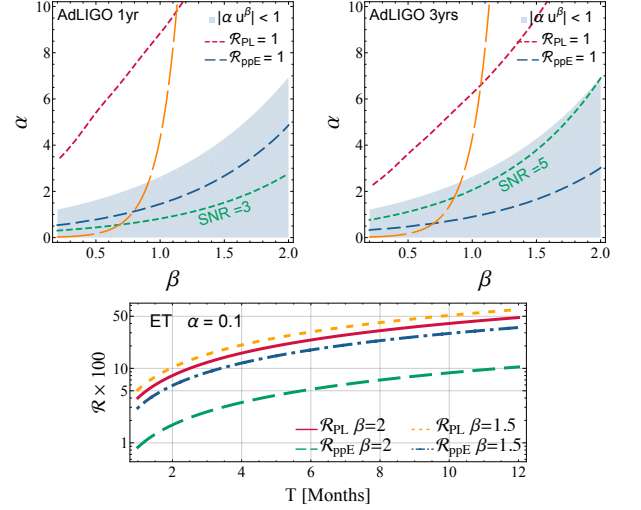 AdLIGO 1yr
|α u^β| < 1
R_PL = 1
R_ppE = 1
SNR =3
α
10
8
6
4
2
0
0.5
1.0
1.5
2.0
β
AdLIGO 3yrs
|α u^β| < 1
R_PL = 1
R_ppE = 1
SNR =5
α
10
8
6
4
2
0
0.5
1.0
1.5
2.0
β
ET α = 0.1
R × 100
50
10
5
1
R_PL β=2
R_PL β=1.5
R_ppE β=2
R_ppE β=1.5
2
4
6
8
10
12
T [Months]